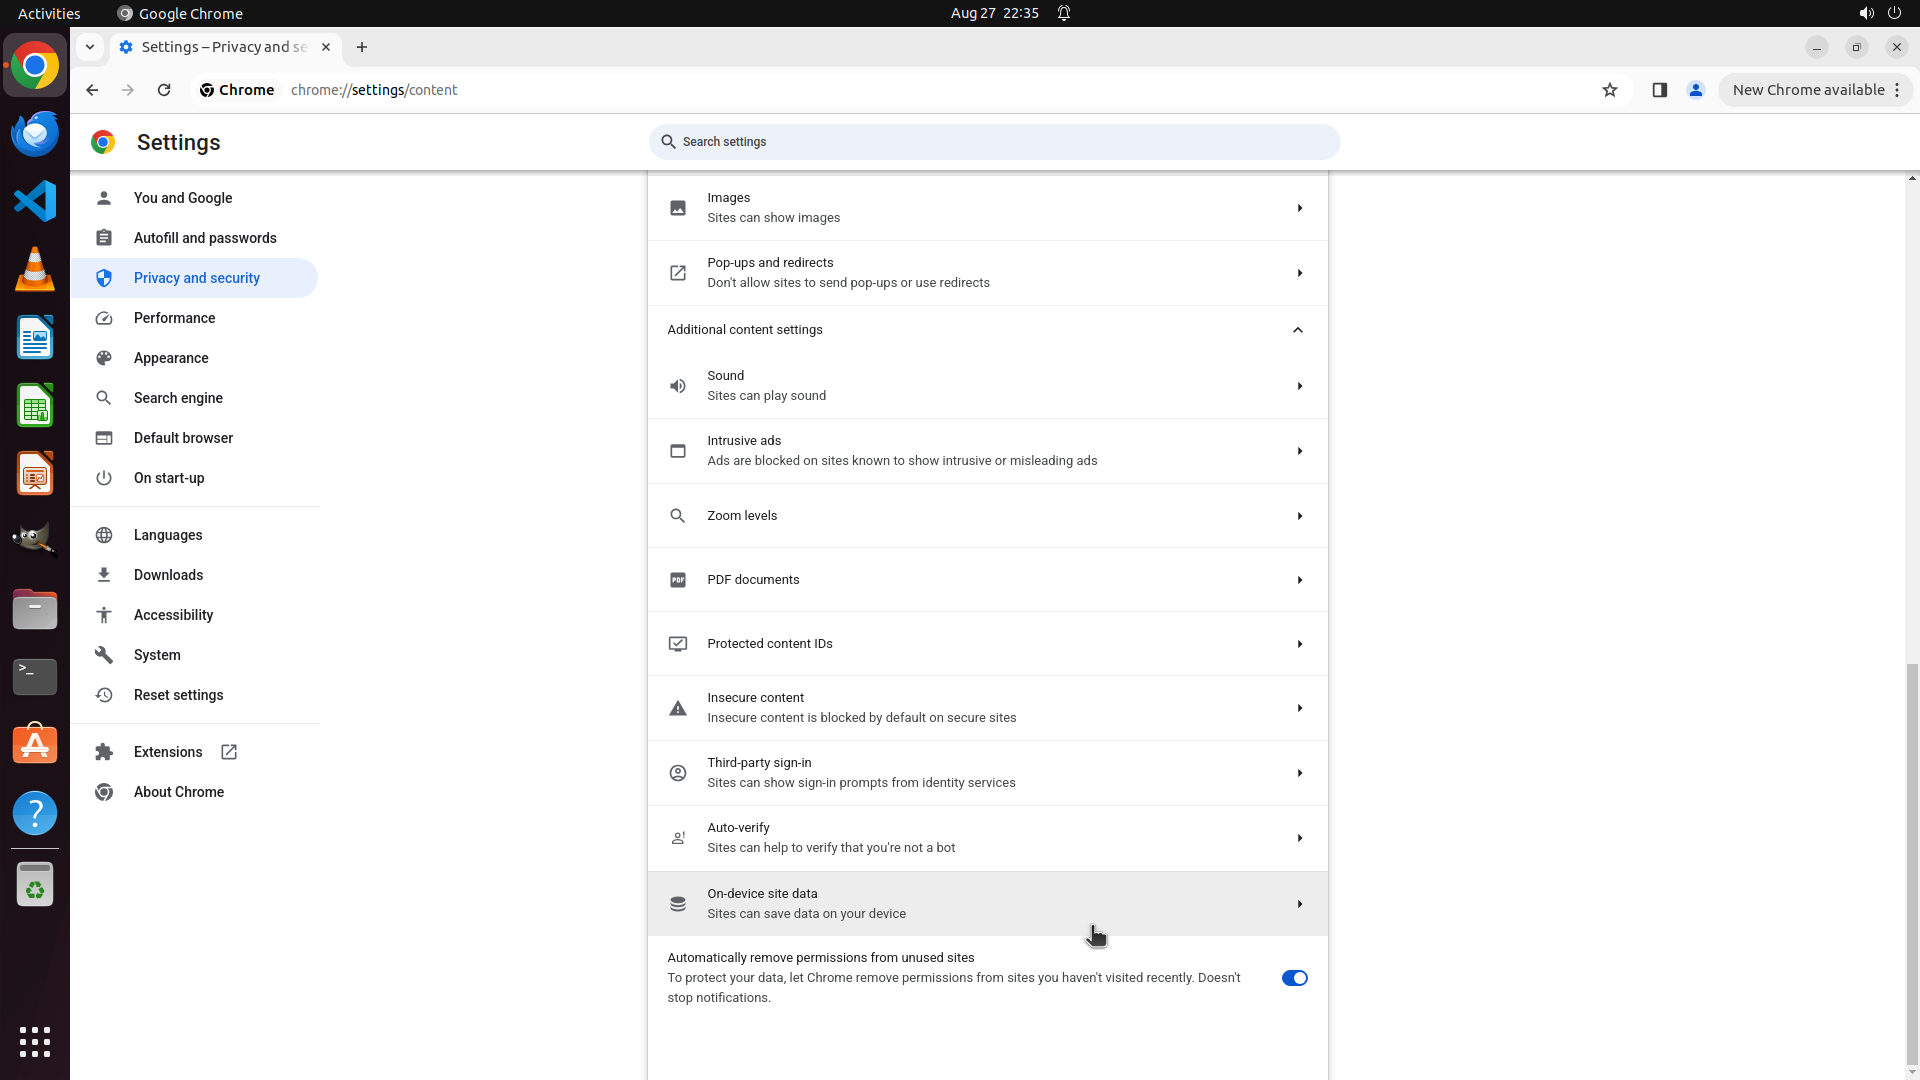 Activities
Google Chrome
Aug 27 22:35
Settings – Privacy and se
Chrome
chrome://settings/content
New Chrome available
Settings
Search settings
You and Google
Autofill and passwords
Privacy and security
Performance
Appearance
Search engine
Default browser
On start-up
Languages
Downloads
Accessibility
System
Reset settings
Extensions
About Chrome
Images
Sites can show images
Pop-ups and redirects
Don't allow sites to send pop-ups or use redirects
Additional content settings
Sound
Sites can play sound
Intrusive ads
Ads are blocked on sites known to show intrusive or misleading ads
Zoom levels
PDF
PDF documents
Protected content IDs
Insecure content
Insecure content is blocked by default on secure sites
Third-party sign-in
Sites can show sign-in prompts from identity services
Auto-verify
Sites can help to verify that you're not a bot
On-device site data
Sites can save data on your device
Automatically remove permissions from unused sites
To protect your data, let Chrome remove permissions from sites you haven't visited recently. Doesn't
stop notifications.